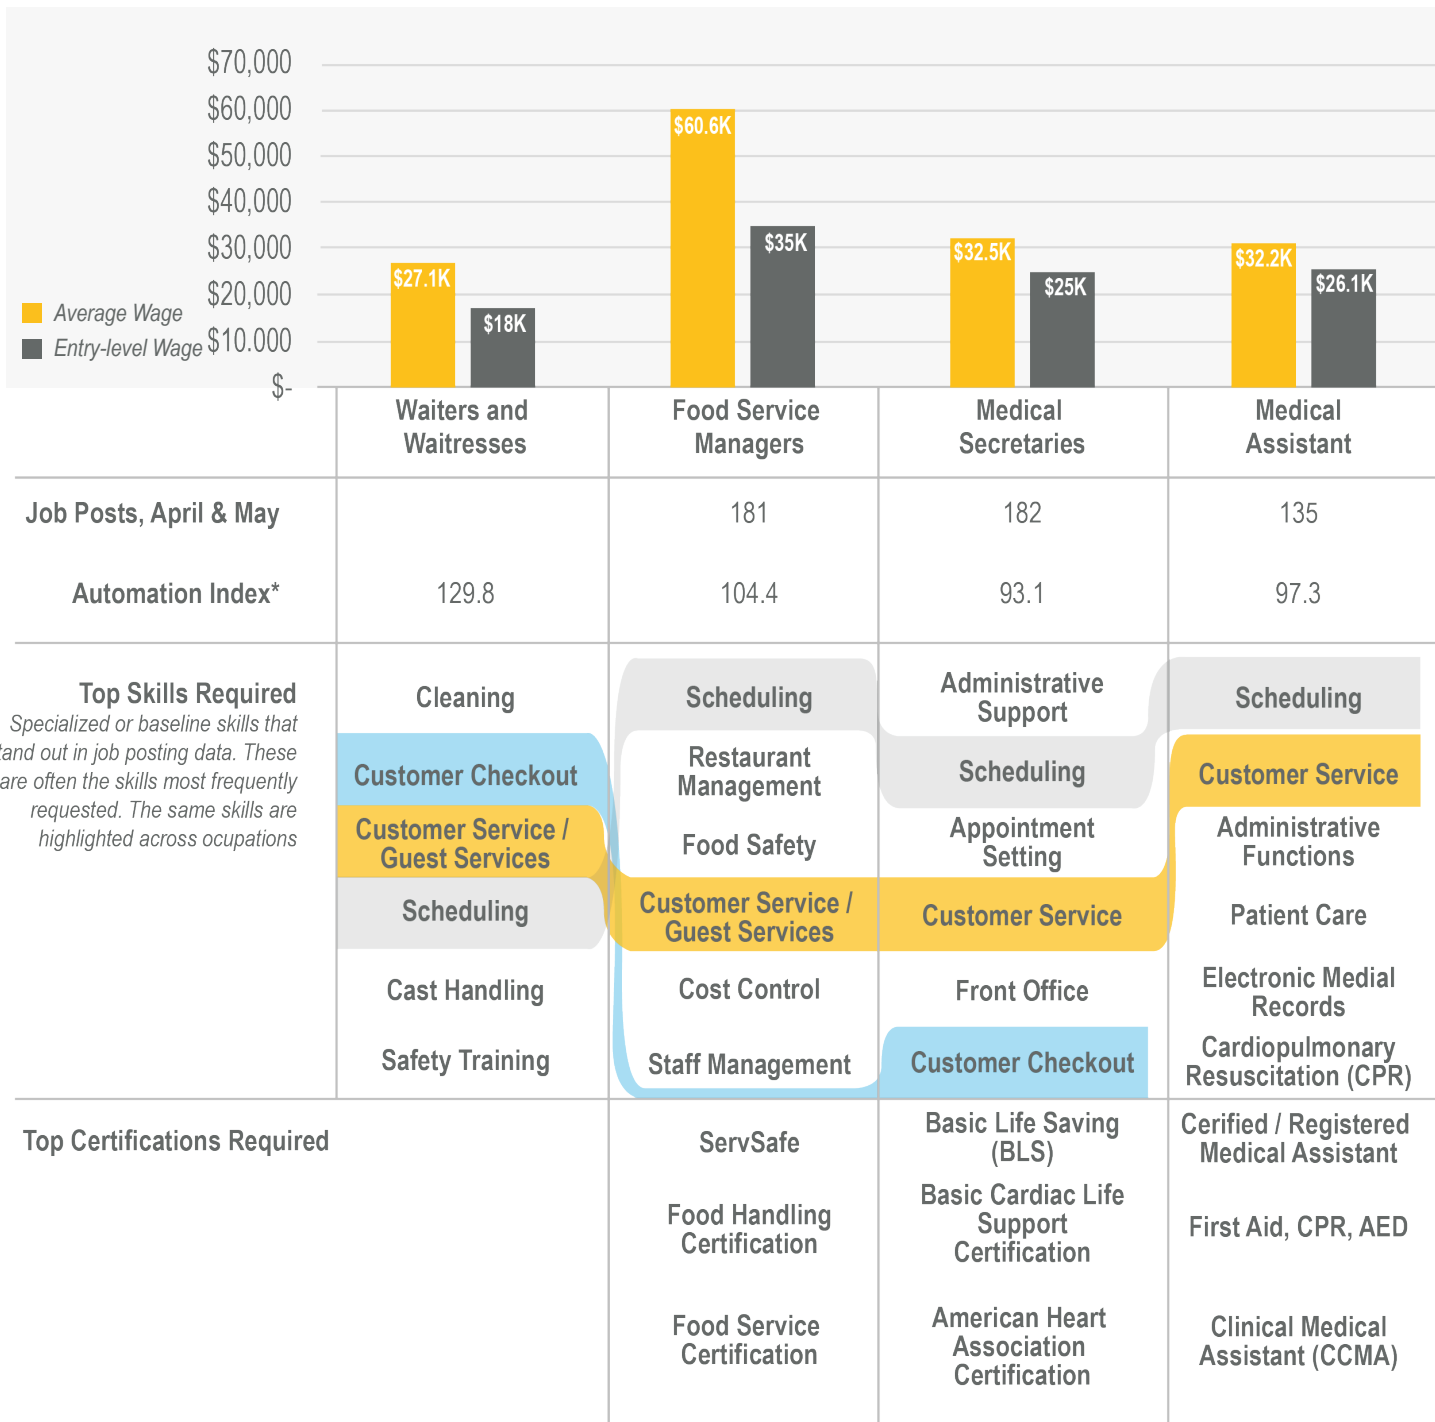 $70,000
$60,000
$50,000
$40,000
$30,000
$20,000
$10.000
$-
Average Wage
Entry-level Wage
$27.1K
$18K
$60.6K
$35K
$32.5K
$25K
$32.2K
$26.1K
Waiters and
Waitresses
Food Service
Managers
Medical
Secretaries
Medical
Assistant
Job Posts, April & May
181
182
135
Automation Index*
129.8
104.4
93.1
97.3
Top Skills Required
Specialized or baseline skills that
tand out in job posting data. These
are often the skills most frequently
requested. The same skills are
highlighted across ocupations
Cleaning
Customer Checkout
Customer Service /
Guest Services
Scheduling
Cast Handling
Safety Training
Scheduling
Restaurant
Management
Food Safety
Customer Service /
Guest Services
Cost Control
Staff Management
Administrative
Support
Scheduling
Appointment
Setting
Customer Service
Front Office
Customer Checkout
Scheduling
Customer Service
Administrative
Functions
Patient Care
Electronic Medial
Records
Cardiopulmonary
Resuscitation (CPR)
Top Certifications Required
ServSafe
Food Handling
Certification
Food Service
Certification
Basic Life Saving
(BLS)
Basic Cardiac Life
Support
Certification
American Heart
Association
Certification
Cerified / Registered
Medical Assistant
First Aid, CPR, AED
Clinical Medical
Assistant (CCMA)